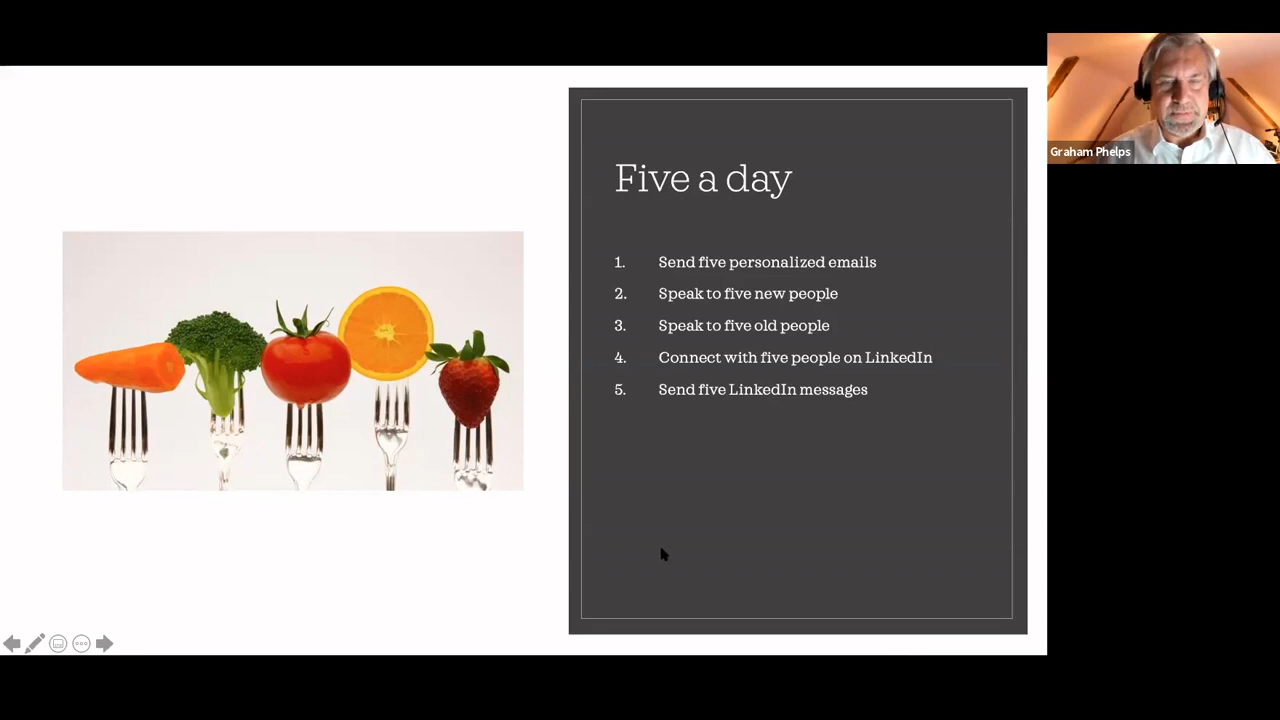 Five a day
1. Send five personalized emails
2. Speak to five new people
3. Speak to five old people
4. Connect with five people on LinkedIn
5. Send five LinkedIn messages
Graham Phelps